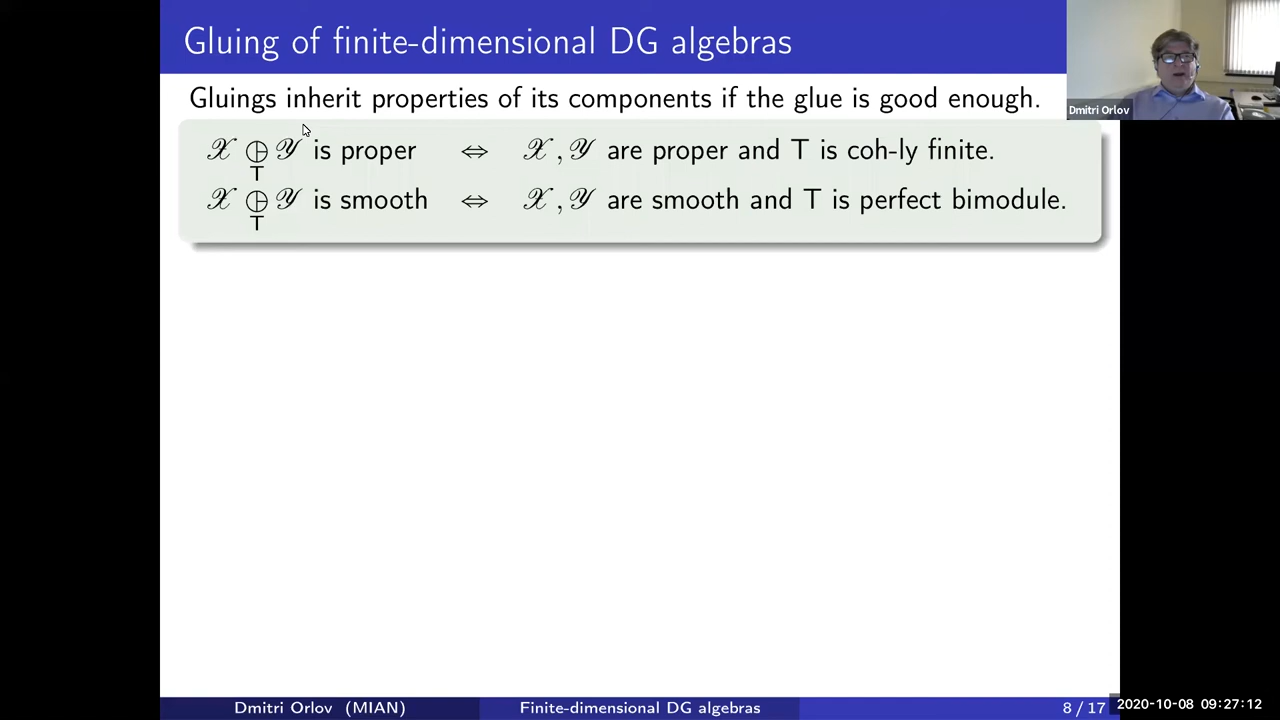 Gluing of finite-dimensional DG algebras
Dmitri Orlov
Gluings inherit properties of its components if the glue is good enough.
𝒳 ⊕_T 𝒴 is proper ⇔ 𝒳, 𝒴 are proper and T is coh-ly finite.
𝒳 ⊕_T 𝒴 is smooth ⇔ 𝒳, 𝒴 are smooth and T is perfect bimodule.
Dmitri Orlov (MIAN) Finite-dimensional DG algebras 8 / 17
2020-10-08 09:27:12